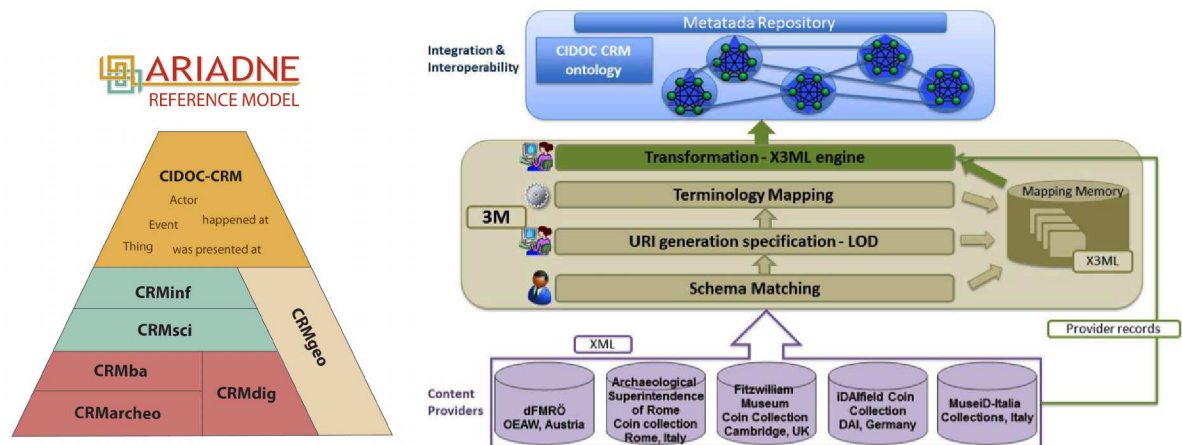 ARIADNE
REFERENCE MODEL
CIDOC-CRM
Actor
Event
happened at
Thing
was presented at
CRMinf
CRMsci
CRMgeo
CRMba
CRMdig
CRMarcheo
Metatada Repository
Integration &
Interoperability
CIDOC CRM
ontology
Transformation - X3ML engine
Terminology Mapping
Mapping Memory
3M
URI generation specification - LOD
X3ML
Schema Matching
Provider records
XML
Content
Providers
dFMRÖ
OEAW, Austria
Archaeological
Superintendence
of Rome
Coin collection
Rome, Italy
Fitzwilliam
Museum
Coin Collection
Cambridge, UK
iDAIfield Coin
Collection
DAI, Germany
MuseiD-Italia
Collections, Italy